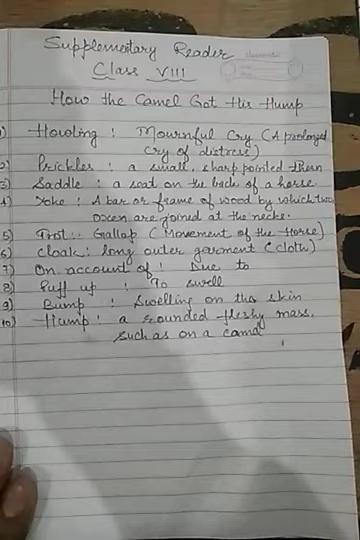 Supplementary Reader
Class VIII
How the Camel Got His Hump
1) Howling : Mournful Cry (A prolonged
cry of distress)
2) Prickles : a small, sharp pointed thorn
3) Saddle : a seat on the back of a horse
4) Yoke : A bar or frame of wood by which two
oxen are joined at the necke.
5) Trot :- Gallap (Movement of the Horse)
6) Cloak : long outer garment (cloth)
7) On account of : Due to
8) Puff up : To swell
9) Bump : Swelling on the skin
10) Hump : a rounded fleshy mass,
such as on a camel